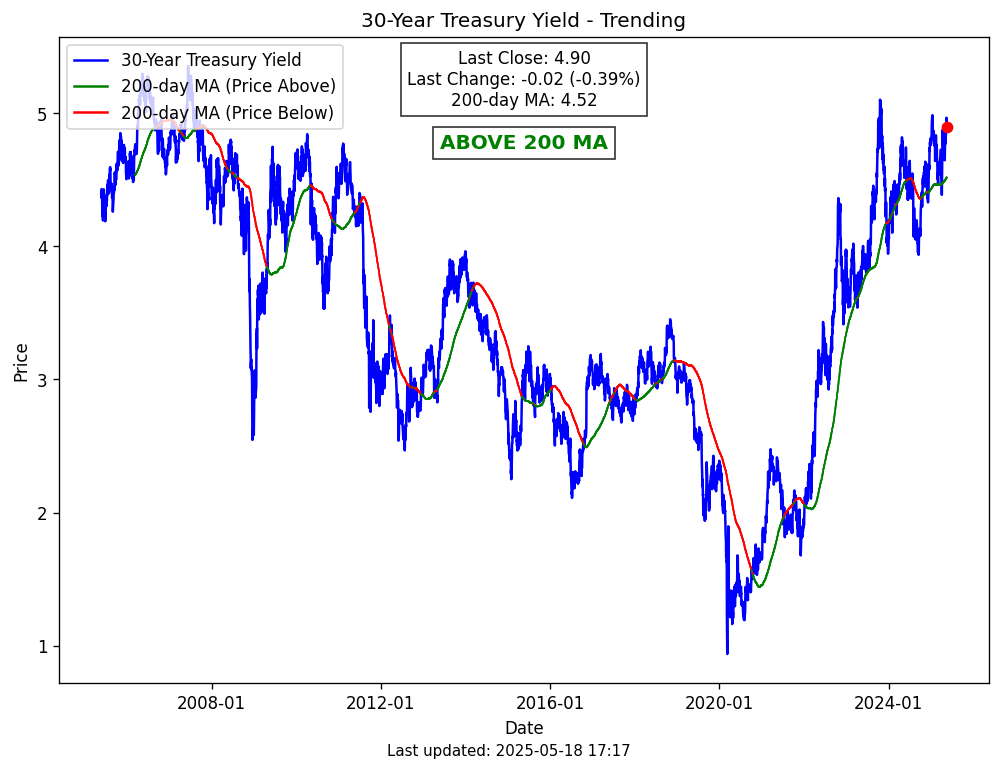 30-Year Treasury Yield - Trending
30-Year Treasury Yield
200-day MA (Price Above)
200-day MA (Price Below)
Last Close: 4.90
Last Change: -0.02 (-0.39%)
200-day MA: 4.52
ABOVE 200 MA
Price
5
4
3
2
1
2008-01
2012-01
2016-01
2020-01
2024-01
Date
Last updated: 2025-05-18 17:17